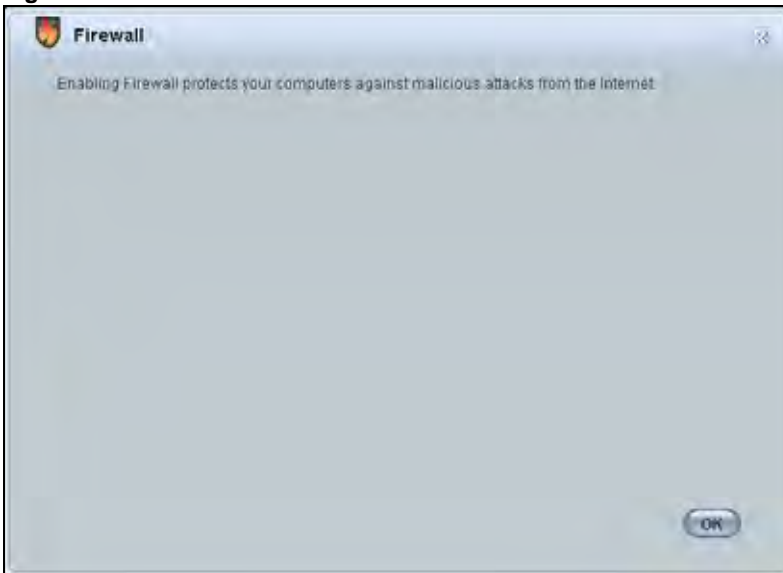 Firewall
Enabling Firewall protects your computers against malicious attacks from the Internet.
OK